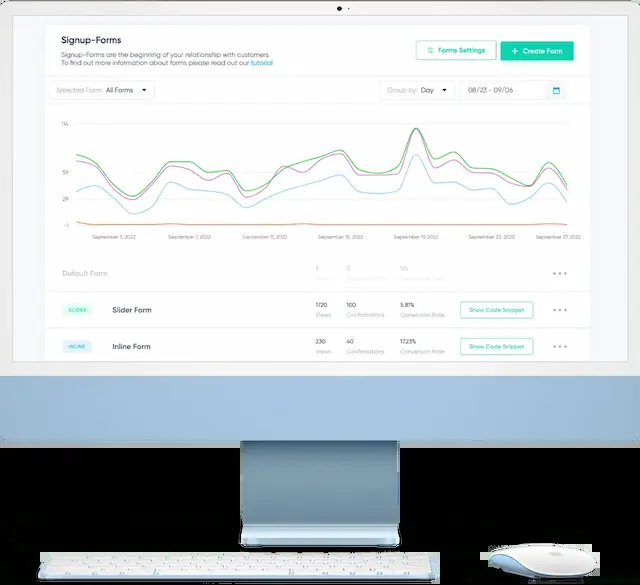 Signup-Forms
Signup-Forms are the beginning of your relationship with customers.
To find out more information about forms please read out our tutorial
Forms Settings
+ Create Form
Selected Form: All Forms
Group by: Day
08/23 - 09/06
114
59
29
-1
September 3, 2022
September 7, 2022
September 11, 2022
September 15, 2022
September 19, 2022
September 23, 2022
September 27, 2022
Default Form
0
0%
SLIDER
Slider Form
1720
Views
100
Confirmations
5.81%
Conversion Rate
Show Code Snippet
INLINE
Inline Form
230
Views
40
Confirmations
17.23%
Conversion Rate
Show Code Snippet